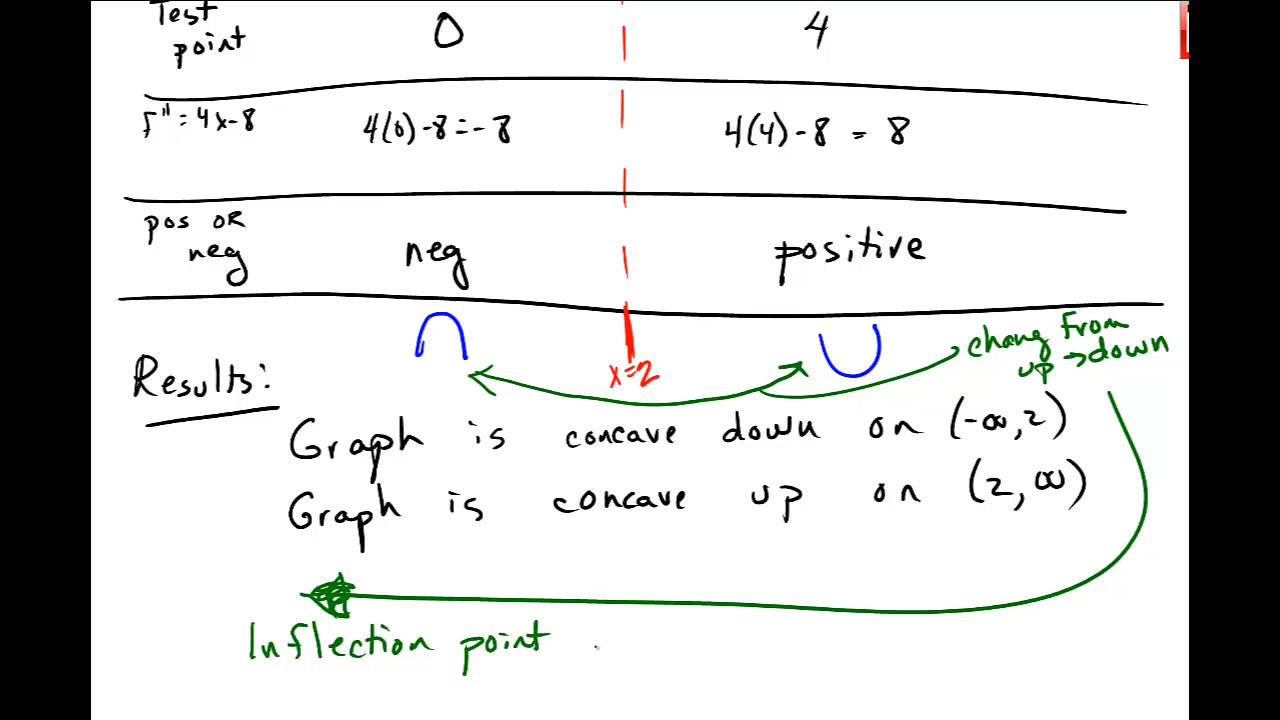 Test
point 0 4
f'' = 4x-8 4(0)-8=-8 4(4)-8 = 8
pos OR
neg neg positive
chang from
up → down
x=2
Results:
Graph is concave down on (-∞,2)
Graph is concave up on (2,∞)
Inflection point